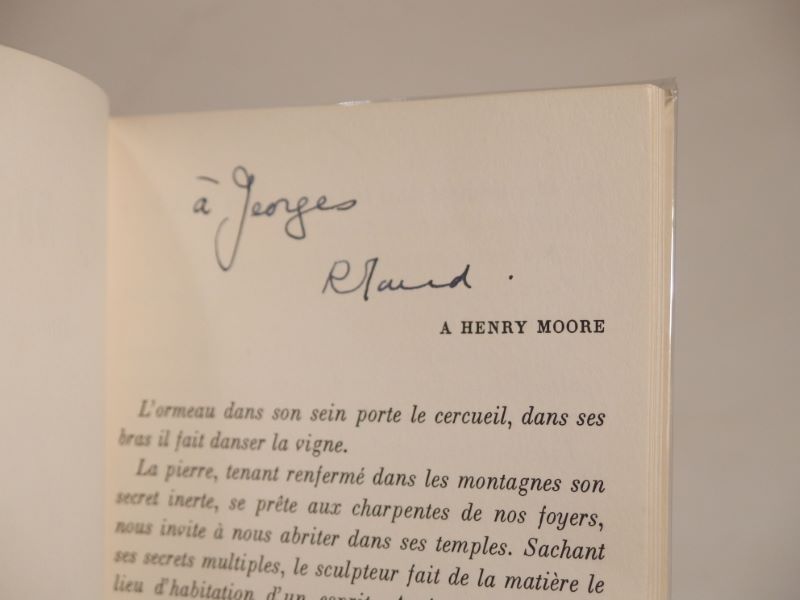 à Georges
A HENRY MOORE
L'ormeau dans son sein porte le cercueil, dans ses
bras il fait danser la vigne.
La pierre, tenant renfermé dans les montagnes son
secret inerte, se prête aux charpentes de nos foyers,
nous invite à nous abriter dans ses temples. Sachant
ses secrets multiples, le sculpteur fait de la matière le
lieu d'habitation d'un esprit